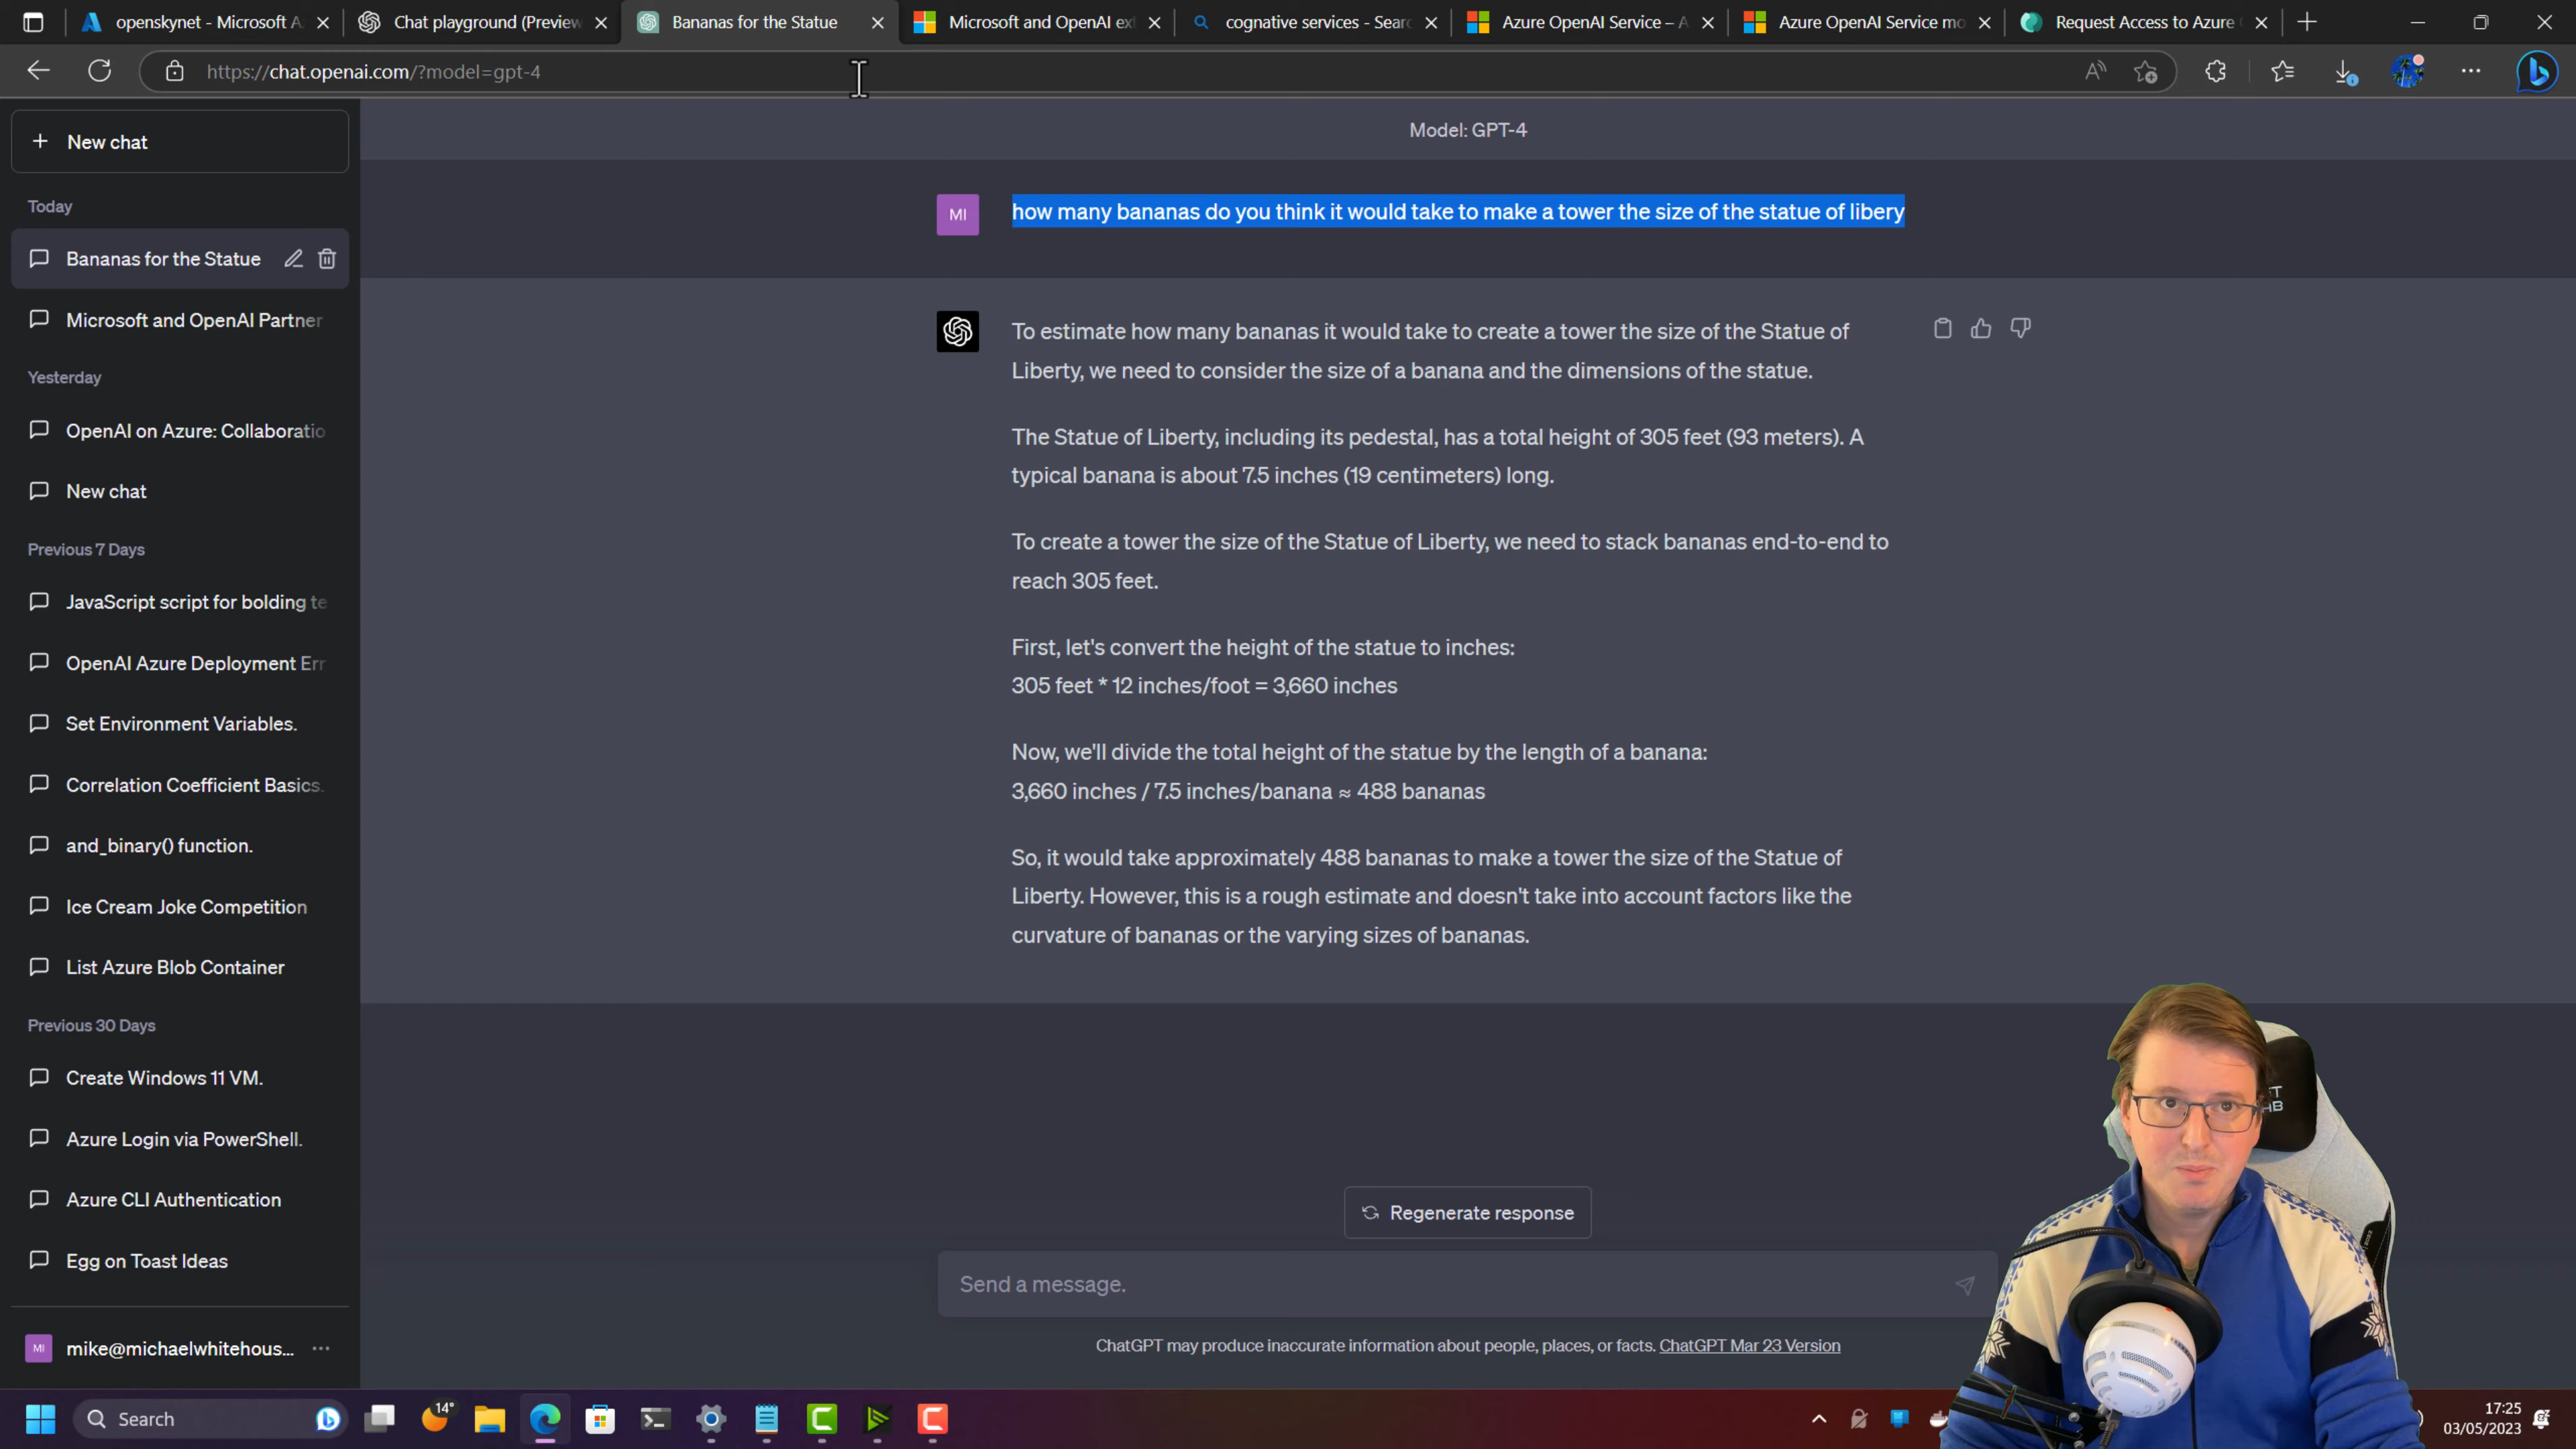 openskynet - Microsoft A
Chat playground (Preview
Bananas for the Statue
Microsoft and OpenAI ext
cognative services - Searc
Azure OpenAI Service – A
Azure OpenAI Service mo
Request Access to Azure
https://chat.openai.com/?model=gpt-4
New chat
Today
Bananas for the Statue
Microsoft and OpenAI Partner
Yesterday
OpenAI on Azure: Collaboratio
New chat
Previous 7 Days
JavaScript script for bolding te
OpenAI Azure Deployment Err
Set Environment Variables.
Correlation Coefficient Basics.
and_binary() function.
Ice Cream Joke Competition
List Azure Blob Container
Previous 30 Days
Create Windows 11 VM.
Azure Login via PowerShell.
Azure CLI Authentication
Egg on Toast Ideas
MI
mike@michaelwhitehous...
Model: GPT-4
MI
how many bananas do you think it would take to make a tower the size of the statue of libery
To estimate how many bananas it would take to create a tower the size of the Statue of
Liberty, we need to consider the size of a banana and the dimensions of the statue.
The Statue of Liberty, including its pedestal, has a total height of 305 feet (93 meters). A
typical banana is about 7.5 inches (19 centimeters) long.
To create a tower the size of the Statue of Liberty, we need to stack bananas end-to-end to
reach 305 feet.
First, let's convert the height of the statue to inches:
305 feet * 12 inches/foot = 3,660 inches
Now, we'll divide the total height of the statue by the length of a banana:
3,660 inches / 7.5 inches/banana ≈ 488 bananas
So, it would take approximately 488 bananas to make a tower the size of the Statue of
Liberty. However, this is a rough estimate and doesn't take into account factors like the
curvature of bananas or the varying sizes of bananas.
Regenerate response
Send a message.
ChatGPT may produce inaccurate information about people, places, or facts. ChatGPT Mar 23 Version
Search
14°
17:25
03/05/2023